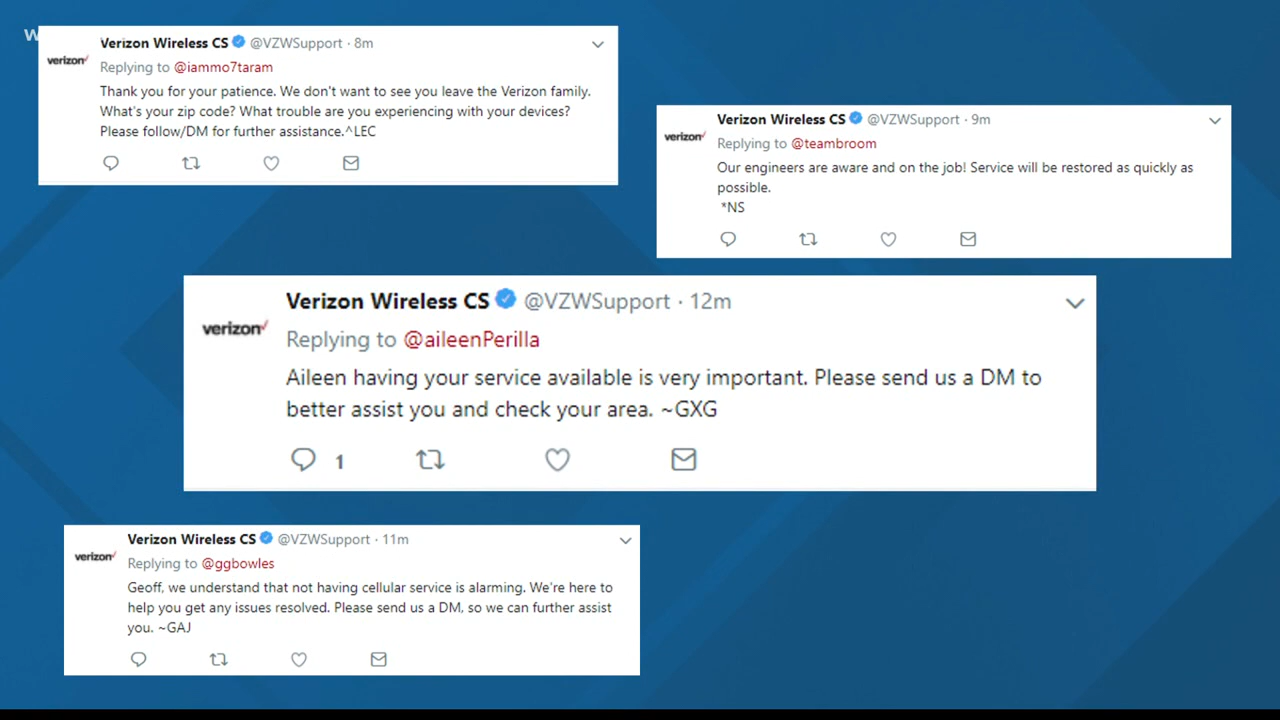 w
Verizon Wireless CS @VZWSupport · 8m
verizon
Replying to @iammo7taram
Thank you for your patience. We don't want to see you leave the Verizon family.
What's your zip code? What trouble are you experiencing with your devices?
Please follow/DM for further assistance.^LEC
Verizon Wireless CS @VZWSupport · 9m
verizon
Replying to @teambroom
Our engineers are aware and on the job! Service will be restored as quickly as
possible.
*NS
Verizon Wireless CS @VZWSupport · 12m
verizon
Replying to @aileenPerilla
Aileen having your service available is very important. Please send us a DM to
better assist you and check your area. ~GXG
1
Verizon Wireless CS @VZWSupport · 11m
verizon
Replying to @ggbowles
Geoff, we understand that not having cellular service is alarming. We're here to
help you get any issues resolved. Please send us a DM, so we can further assist
you. ~GAJ